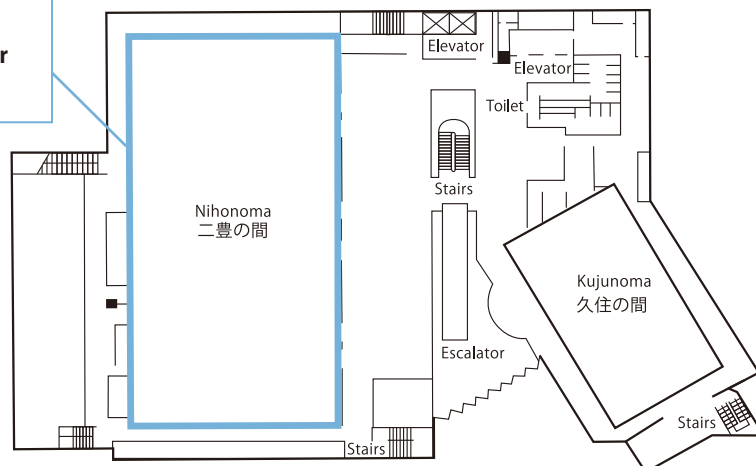 r
Elevator
Elevator
Toilet
Stairs
Nihonoma
二豊の間
Kujunoma
久住の間
Escalator
Stairs
Stairs